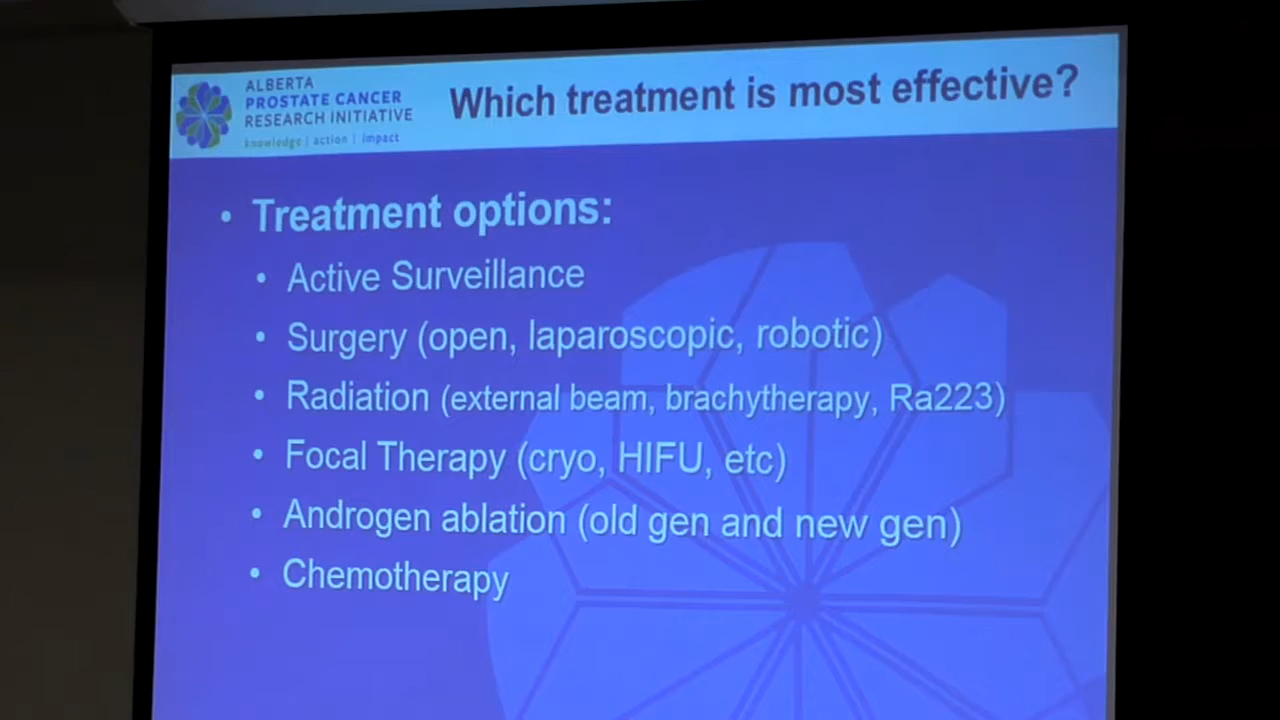 ALBERTA
PROSTATE CANCER
RESEARCH INITIATIVE
knowledge | action | impact
Which treatment is most effective?
• Treatment options:
• Active Surveillance
• Surgery (open, laparoscopic, robotic)
• Radiation (external beam, brachytherapy, Ra223)
• Focal Therapy (cryo, HIFU, etc)
• Androgen ablation (old gen and new gen)
• Chemotherapy